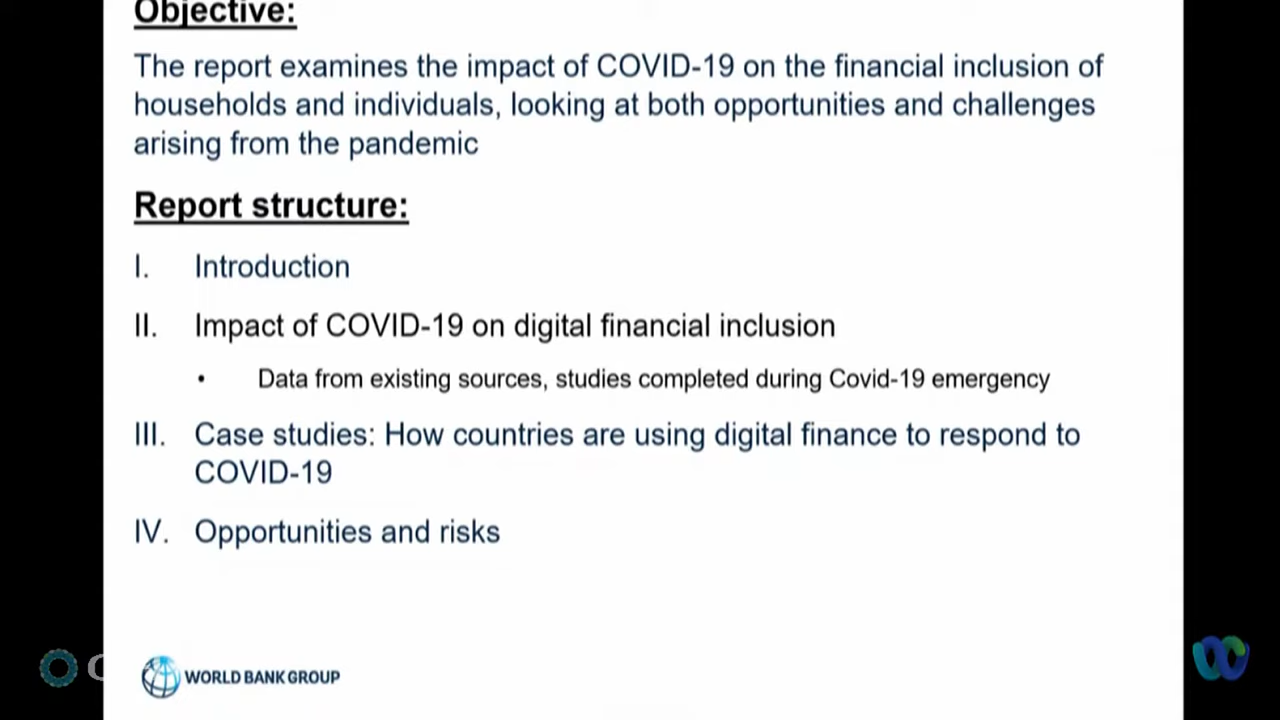 Objective:
The report examines the impact of COVID-19 on the financial inclusion of
households and individuals, looking at both opportunities and challenges
arising from the pandemic
Report structure:
I. Introduction
II. Impact of COVID-19 on digital financial inclusion
• Data from existing sources, studies completed during Covid-19 emergency
III. Case studies: How countries are using digital finance to respond to
COVID-19
IV. Opportunities and risks
WORLD BANK GROUP